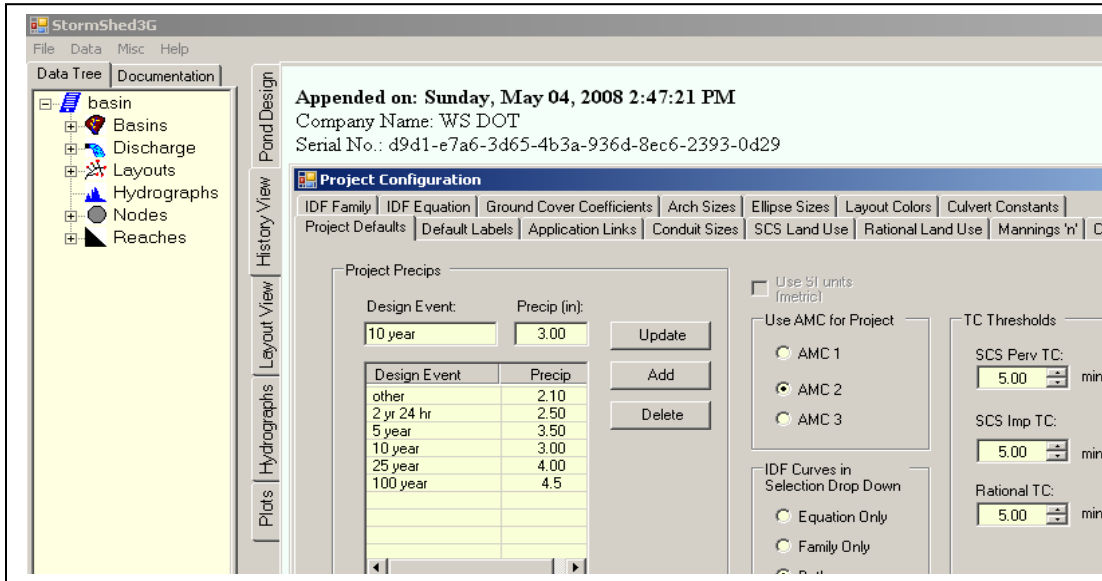 StormShed3G
File Data Misc Help
Data Tree Documentation
basin
Basins
Discharge
Layouts
Hydrographs
Nodes
Reaches
Pond Design
History View
Layout View
Hydrographs
Plots
Appended on: Sunday, May 04, 2008 2:47:21 PM
Company Name: WS DOT
Serial No.: d9d1-e7a6-3d65-4b3a-936d-8ec6-2393-0d29
Project Configuration
IDF Family IDF Equation Ground Cover Coefficients Arch Sizes Ellipse Sizes Layout Colors Culvert Constants
Project Defaults Default Labels Application Links Conduit Sizes SCS Land Use Rational Land Use Mannings 'n'
Project Precips
Design Event: Precip (in):
10 year 3.00 Update
Design Event Precip Add
other 2.10
2 yr 24 hr 2.50 Delete
5 year 3.50
10 year 3.00
25 year 4.00
100 year 4.5
Use SI units
(metric)
Use AMC for Project
AMC 1
AMC 2
AMC 3
IDF Curves in
Selection Drop Down
Equation Only
Family Only
TC Thresholds
SCS Perv TC:
5.00 min
SCS Imp TC:
5.00 min
Rational TC:
5.00 min